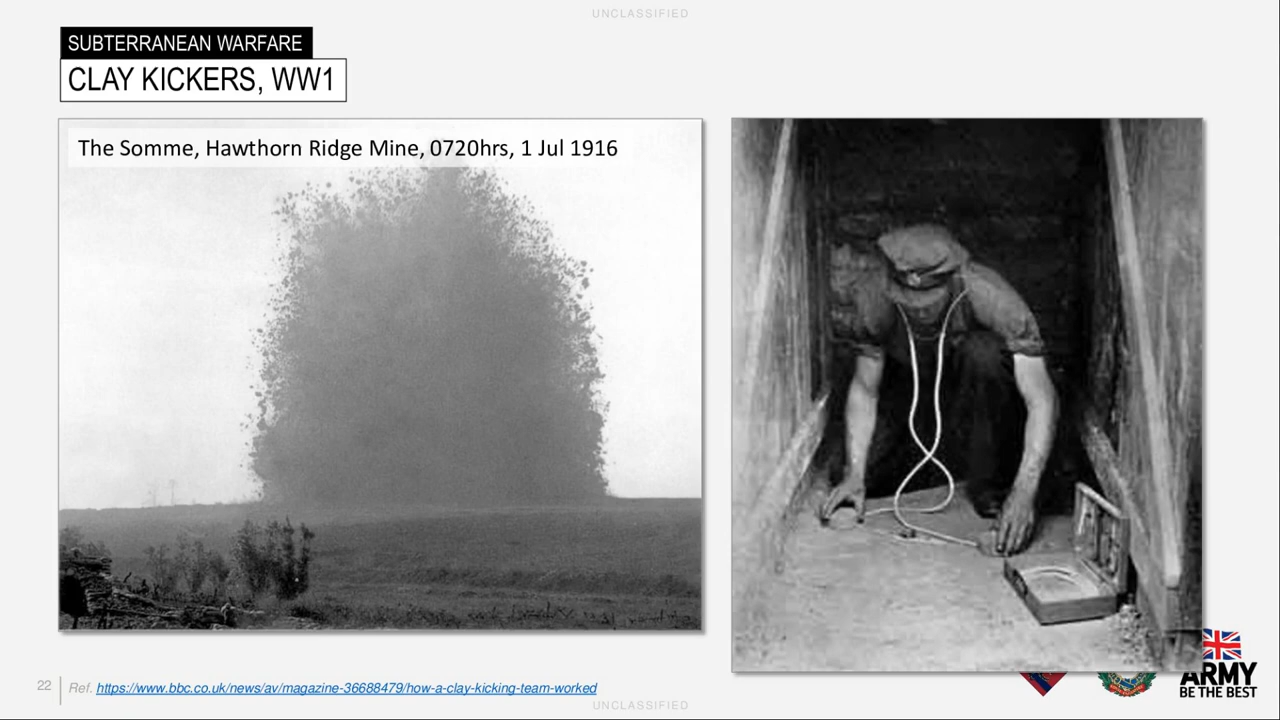 UNCLASSIFIED
SUBTERRANEAN WARFARE
CLAY KICKERS, WW1
The Somme, Hawthorn Ridge Mine, 0720hrs, 1 Jul 1916
22
Ref. https://www.bbc.co.uk/news/av/magazine-36688479/how-a-clay-kicking-team-worked
ARMY
BE THE BEST
UNCLASSIFIED